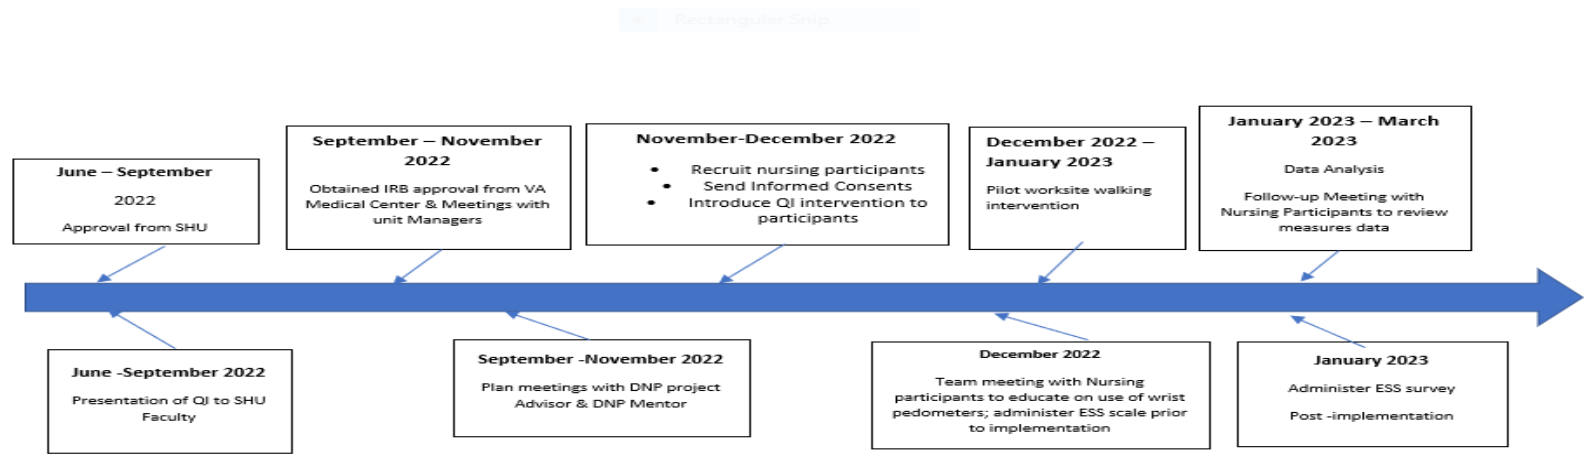 Rectangular Snip
June – September
2022
Approval from SHU
September – November
2022
Obtained IRB approval from VA
Medical Center & Meetings with
unit Managers
November-December 2022
• Recruit nursing participants
• Send Informed Consents
• Introduce QI intervention to
participants
December 2022 –
January 2023
Pilot worksite walking
intervention
January 2023 – March
2023
Data Analysis
Follow-up Meeting with
Nursing Participants to review
measures data
June -September 2022
Presentation of QI to SHU
Faculty
September -November 2022
Plan meetings with DNP project
Advisor & DNP Mentor
December 2022
Team meeting with Nursing
participants to educate on use of wrist
pedometers; administer ESS scale prior
to implementation
January 2023
Administer ESS survey
Post -implementation